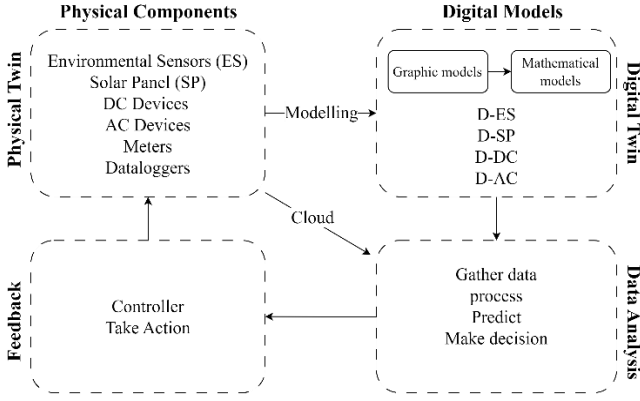 Physical Components
Digital Models
Physical Twin
Environmental Sensors (ES)
Solar Panel (SP)
DC Devices
AC Devices
Meters
Dataloggers
Modelling
Graphic models
Mathematical
models
D-ES
D-SP
D-DC
D-AC
Digital Twin
Cloud
Feedback
Controller
Take Action
Gather data
process
Predict
Make decision
Data Analysis